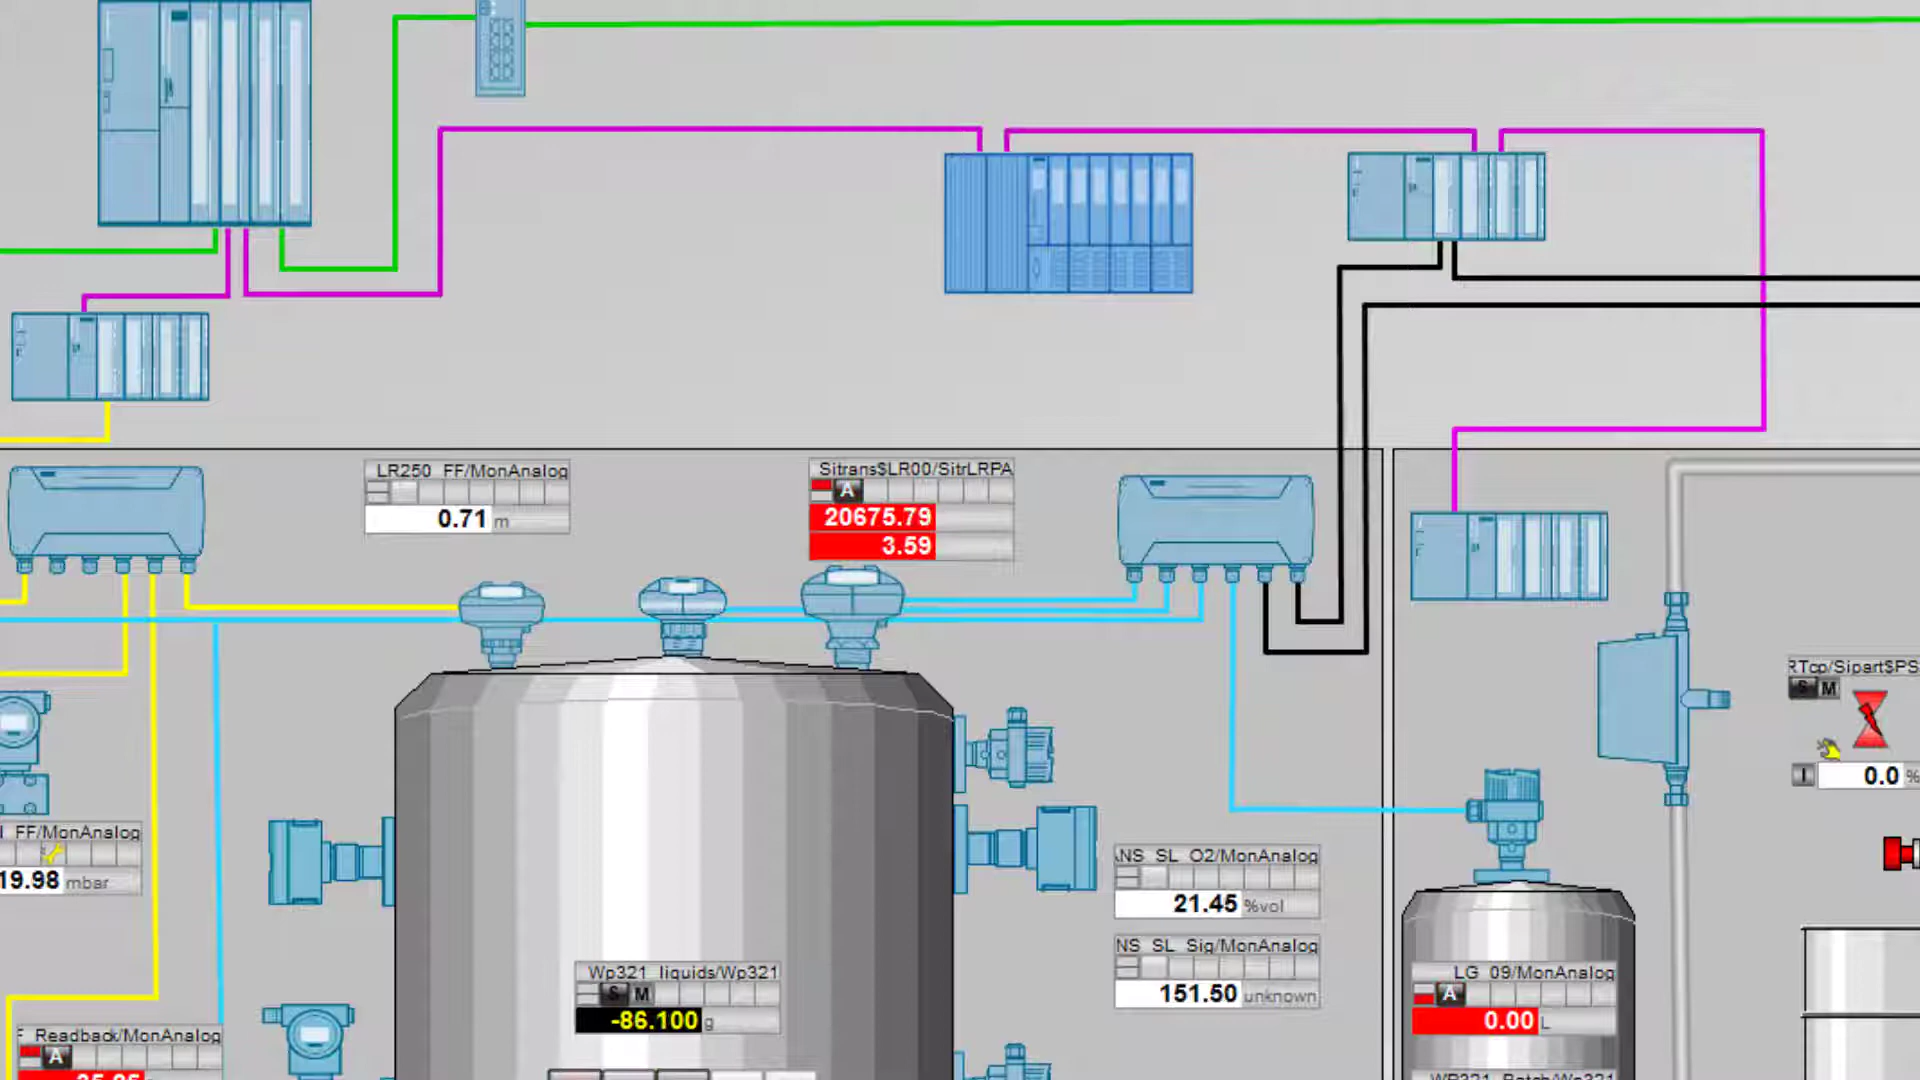 LR250 FF/MonAnalog
0.71 m
Sitrans$LR00/SitrLRPA
A
20675.79
3.59
RTcp/Sipart$PS
S M
I 0.0 %
FF/MonAnalog
19.98 mbar
NS SL O2/MonAnalog
21.45 %vol
NS SL Sig/MonAnalog
151.50 unknown
Wp321 liquids/Wp321
S M
-86.100 g
LG 09/MonAnalog
A
0.00 L
Readback/MonAnalog
A